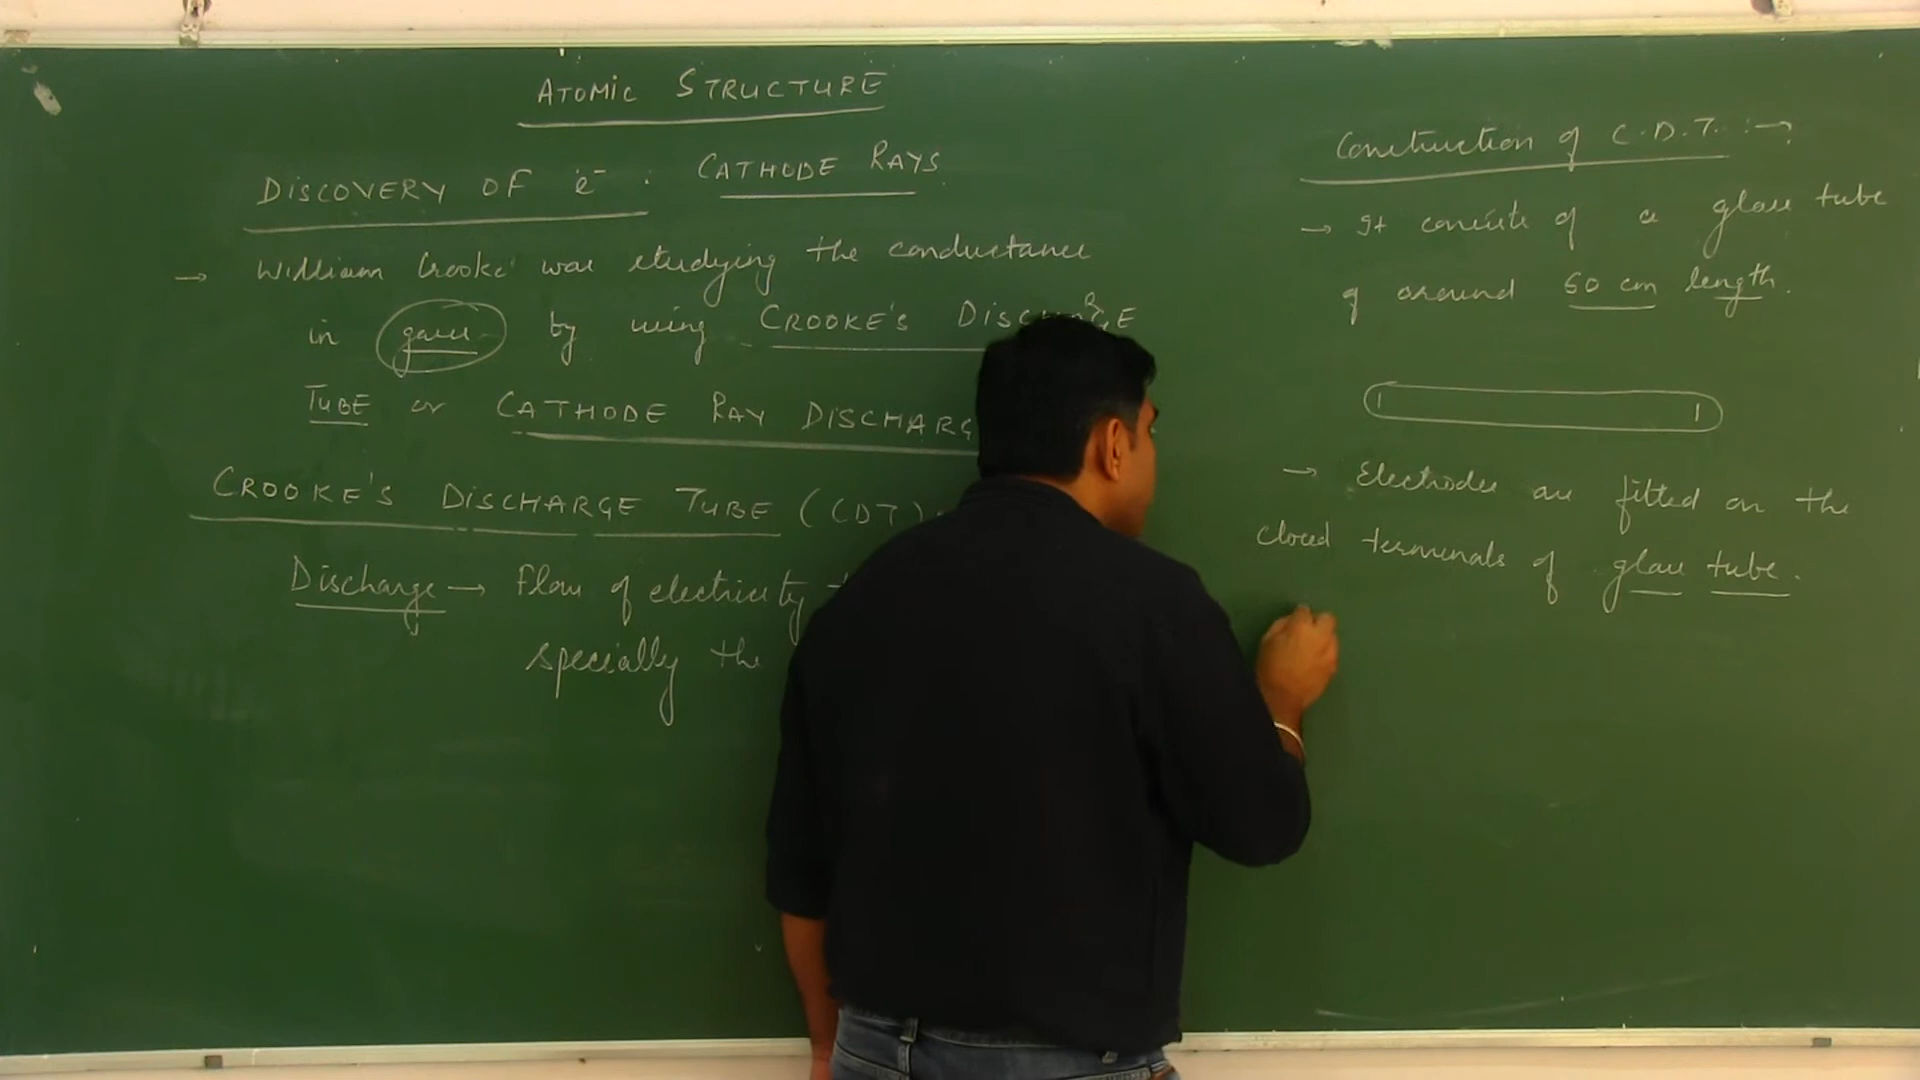 ATOMIC STRUCTURE
DISCOVERY OF e⁻ : CATHODE RAYS
→ William Crooke was studying the conductance
in gases by using CROOKE'S DISCHARGE
TUBE or CATHODE RAY DISCHARG
CROOKE'S DISCHARGE TUBE (CDT)
Discharge → Flow of electricity
specially the
Construction of C.D.T. :→
→ It consists of a glass tube
of around 60 cm length.
→ Electrodes are fitted on the
closed terminals of glass tube.